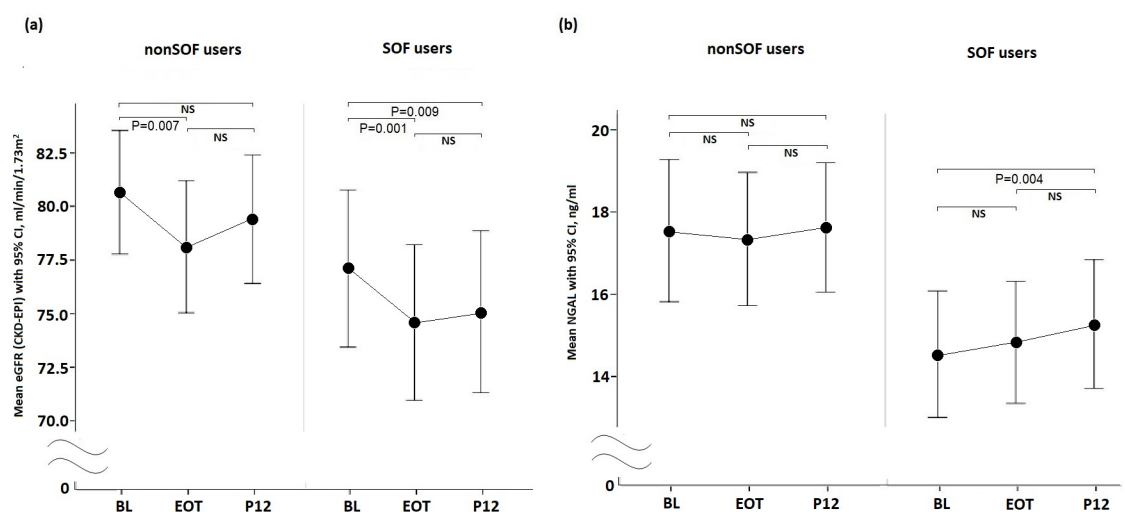 (a)
nonSOF users
SOF users
Mean eGFR (CKD-EPI) with 95% CI, ml/min/1.73m²
82.5
80.0
77.5
75.0
72.5
70.0
0
NS
P=0.007
NS
P=0.009
P=0.001
NS
BL
EOT
P12
BL
EOT
P12
(b)
nonSOF users
SOF users
Mean NGAL with 95% CI, ng/ml
20
18
16
14
0
NS
NS
NS
P=0.004
NS
NS
BL
EOT
P12
BL
EOT
P12